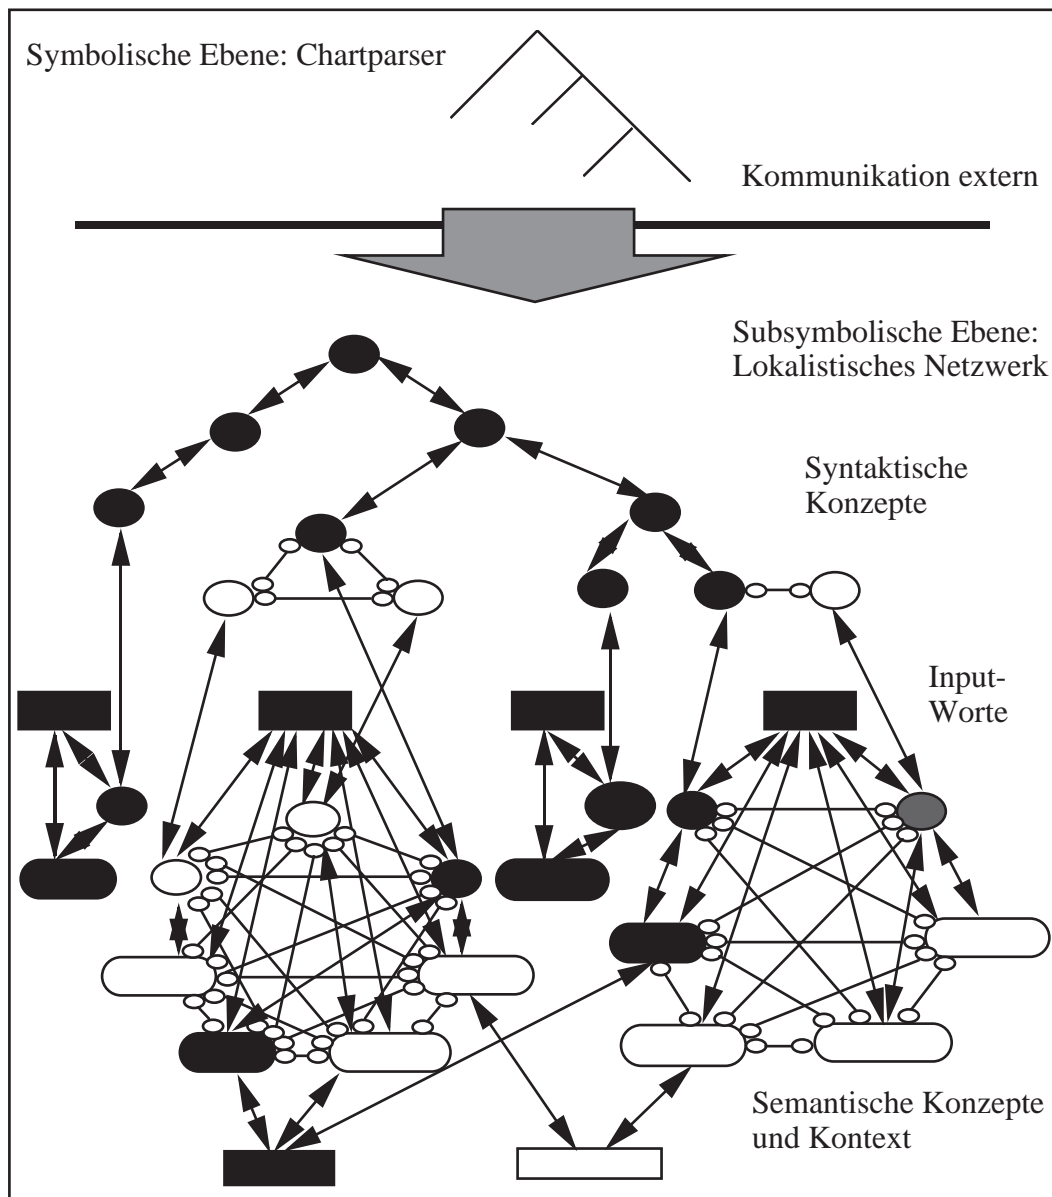 Symbolische Ebene: Chartparser
Kommunikation extern
Subsymbolische Ebene:
Lokalistisches Netzwerk
Syntaktische
Konzepte
Input-
Worte
Semantische Konzepte
und Kontext